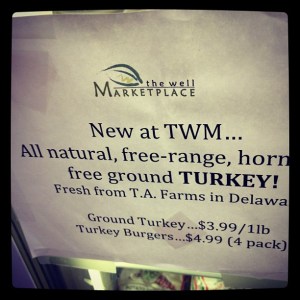 the well
MARKETPLACE
New at TWM...
All natural, free-range, horm
free ground TURKEY!
Fresh from T.A. Farms in Delawa
Ground Turkey...$3.99/1lb
Turkey Burgers...$4.99 (4 pack)